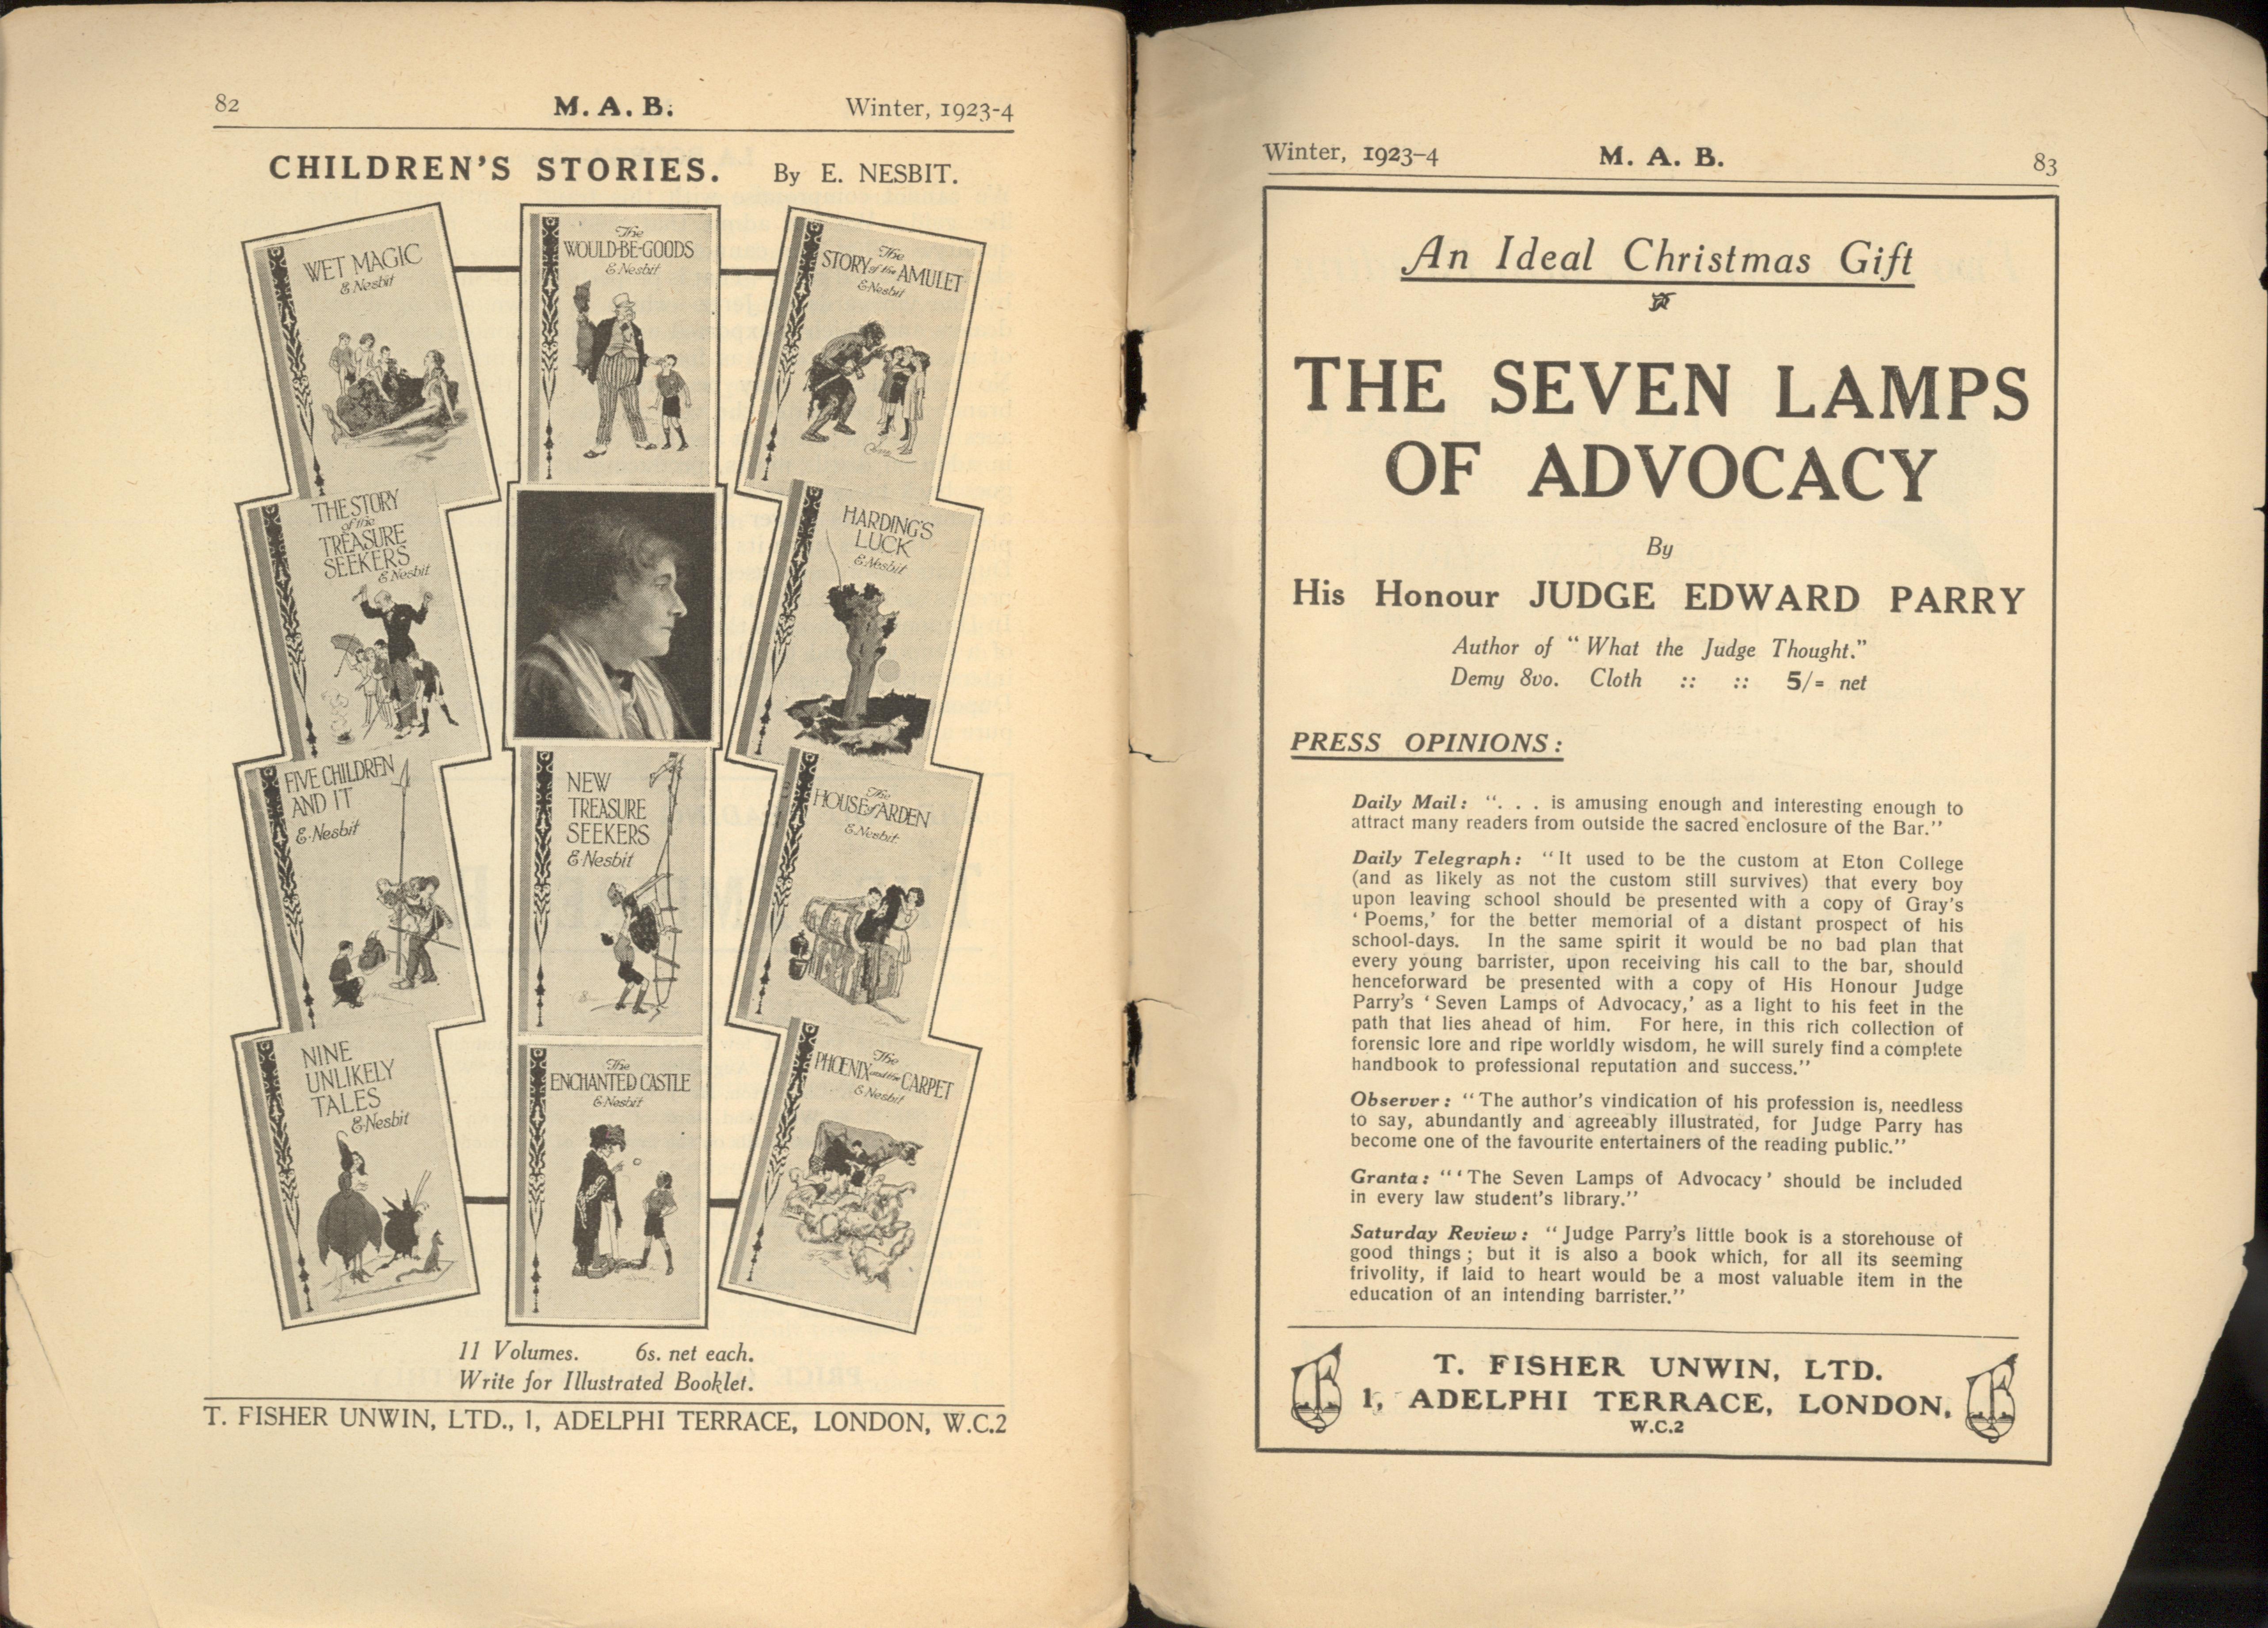 82 M. A. B. Winter, 1923-4
CHILDREN'S STORIES. By E. NESBIT.
WET MAGIC
E. Nesbit
The
WOULD-BE-GOODS
E. Nesbit
The
STORY of the AMULET
E. Nesbit
THE STORY
of the
TREASURE
SEEKERS
E. Nesbit
HARDING'S
LUCK
E. Nesbit
FIVE CHILDREN
AND IT
E. Nesbit
NEW
TREASURE
SEEKERS
E. Nesbit
The
HOUSE of ARDEN
E. Nesbit
NINE
UNLIKELY
TALES
E. Nesbit
The
ENCHANTED CASTLE
E. Nesbit
The
PHOENIX and the CARPET
E. Nesbit
11 Volumes. 6s. net each.
Write for Illustrated Booklet.
T. FISHER UNWIN, LTD., 1, ADELPHI TERRACE, LONDON, W.C.2
Winter, 1923–4 M. A. B. 83
An Ideal Christmas Gift
THE SEVEN LAMPS
OF ADVOCACY
By
His Honour JUDGE EDWARD PARRY
Author of "What the Judge Thought."
Demy 8vo. Cloth :: :: 5/= net
PRESS OPINIONS:
Daily Mail: ". . . is amusing enough and interesting enough to
attract many readers from outside the sacred enclosure of the Bar."
Daily Telegraph: "It used to be the custom at Eton College
(and as likely as not the custom still survives) that every boy
upon leaving school should be presented with a copy of Gray's
'Poems,' for the better memorial of a distant prospect of his
school-days. In the same spirit it would be no bad plan that
every young barrister, upon receiving his call to the bar, should
henceforward be presented with a copy of His Honour Judge
Parry's 'Seven Lamps of Advocacy,' as a light to his feet in the
path that lies ahead of him. For here, in this rich collection of
forensic lore and ripe worldly wisdom, he will surely find a complete
handbook to professional reputation and success."
Observer: "The author's vindication of his profession is, needless
to say, abundantly and agreeably illustrated, for Judge Parry has
become one of the favourite entertainers of the reading public."
Granta: "'The Seven Lamps of Advocacy' should be included
in every law student's library."
Saturday Review: "Judge Parry's little book is a storehouse of
good things; but it is also a book which, for all its seeming
frivolity, if laid to heart would be a most valuable item in the
education of an intending barrister."
T. FISHER UNWIN, LTD.
1, ADELPHI TERRACE, LONDON,
W.C.2